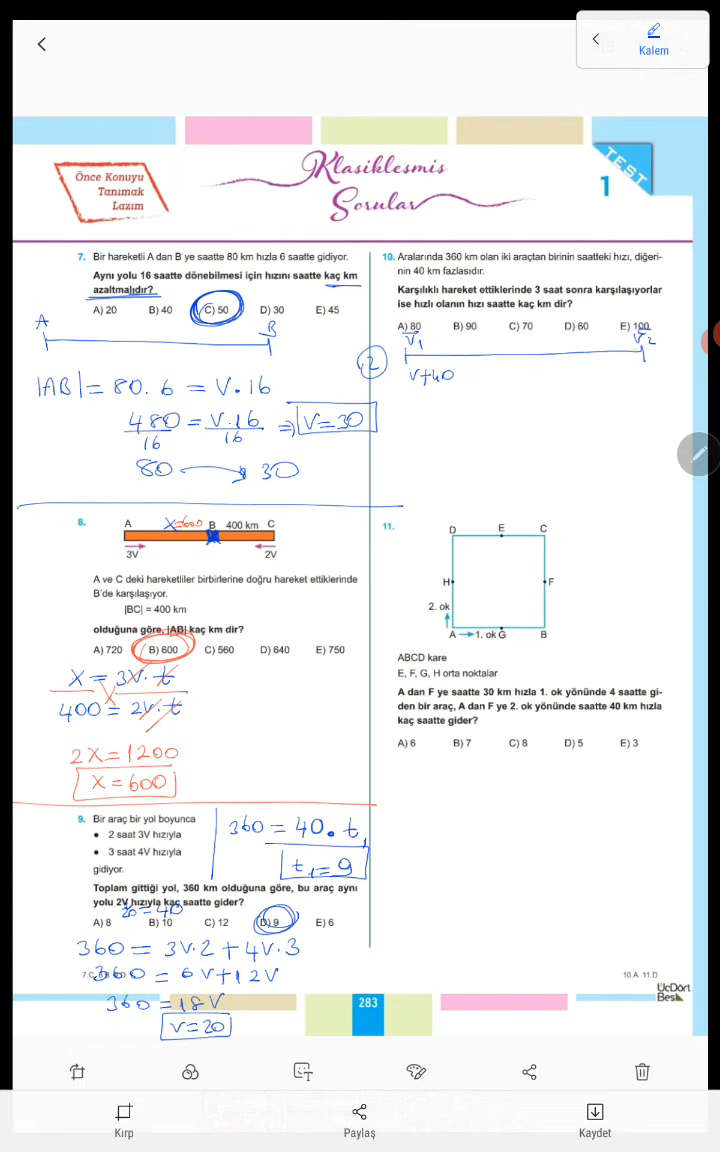 Kalem
Önce Konuyu
Tanımak
Lazım
Klasikleşmiş
Sorular
TEST
1
7. Bir hareketli A dan B ye saatte 80 km hızla 6 saatte gidiyor.
Aynı yolu 16 saatte dönebilmesi için hızını saatte kaç km
azaltmalıdır?
A) 20 B) 40 C) 50 D) 30 E) 45
A B
|AB| = 80.6 = V.16
480/16 = V.16/16 ⇒ V=30
80 → 30
8.
A X=600 B 400 km C
3V 2V
A ve C deki hareketliler birbirlerine doğru hareket ettiklerinde
B'de karşılaşıyor.
|BC| = 400 km
olduğuna göre, |AB| kaç km dir?
A) 720 B) 600 C) 560 D) 640 E) 750
X = 3V.t
400 = 2V.t
2X=1200
X=600
9. Bir araç bir yol boyunca
• 2 saat 3V hızıyla
• 3 saat 4V hızıyla
gidiyor.
360 = 40.t₁
t₁=9
Toplam gittiği yol, 360 km olduğuna göre, bu araç aynı
yolu 2V hızıyla kaç saatte gider?
=40
A) 8 B) 10 C) 12 D) 9 E) 6
360 = 3V.2 + 4V.3
360 = 6V+12V
360 = 18V
V=20
10. Aralarında 360 km olan iki araçtan birinin saatteki hızı, diğeri-
nin 40 km fazlasıdır.
Karşılıklı hareket ettiklerinde 3 saat sonra karşılaşıyorlar
ise hızlı olanın hızı saatte kaç km dir?
A) 80 B) 90 C) 70 D) 60 E) 100
V₁ V₂
V+40
11.
D E C
H F
2. ok
A 1. ok G B
ABCD kare
E, F, G, H orta noktalar
A dan F ye saatte 30 km hızla 1. ok yönünde 4 saatte gi-
den bir araç, A dan F ye 2. ok yönünde saatte 40 km hızla
kaç saatte gider?
A) 6 B) 7 C) 8 D) 5 E) 3
10.A 11.D
283
ÜçDört
Beş
Kırp
Paylaş
Kaydet